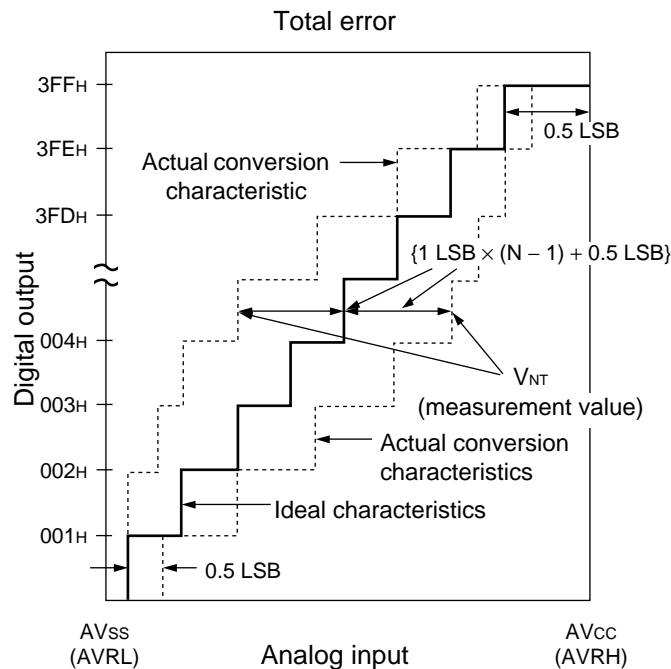 Total error
3FFH
0.5 LSB
3FEH
Actual conversion
characteristic
3FDH
{1 LSB × (N − 1) + 0.5 LSB}
Digital output
004H
VNT
(measurement value)
003H
Actual conversion
characteristics
002H
Ideal characteristics
001H
0.5 LSB
AVSS
(AVRL)
Analog input
AVCC
(AVRH)